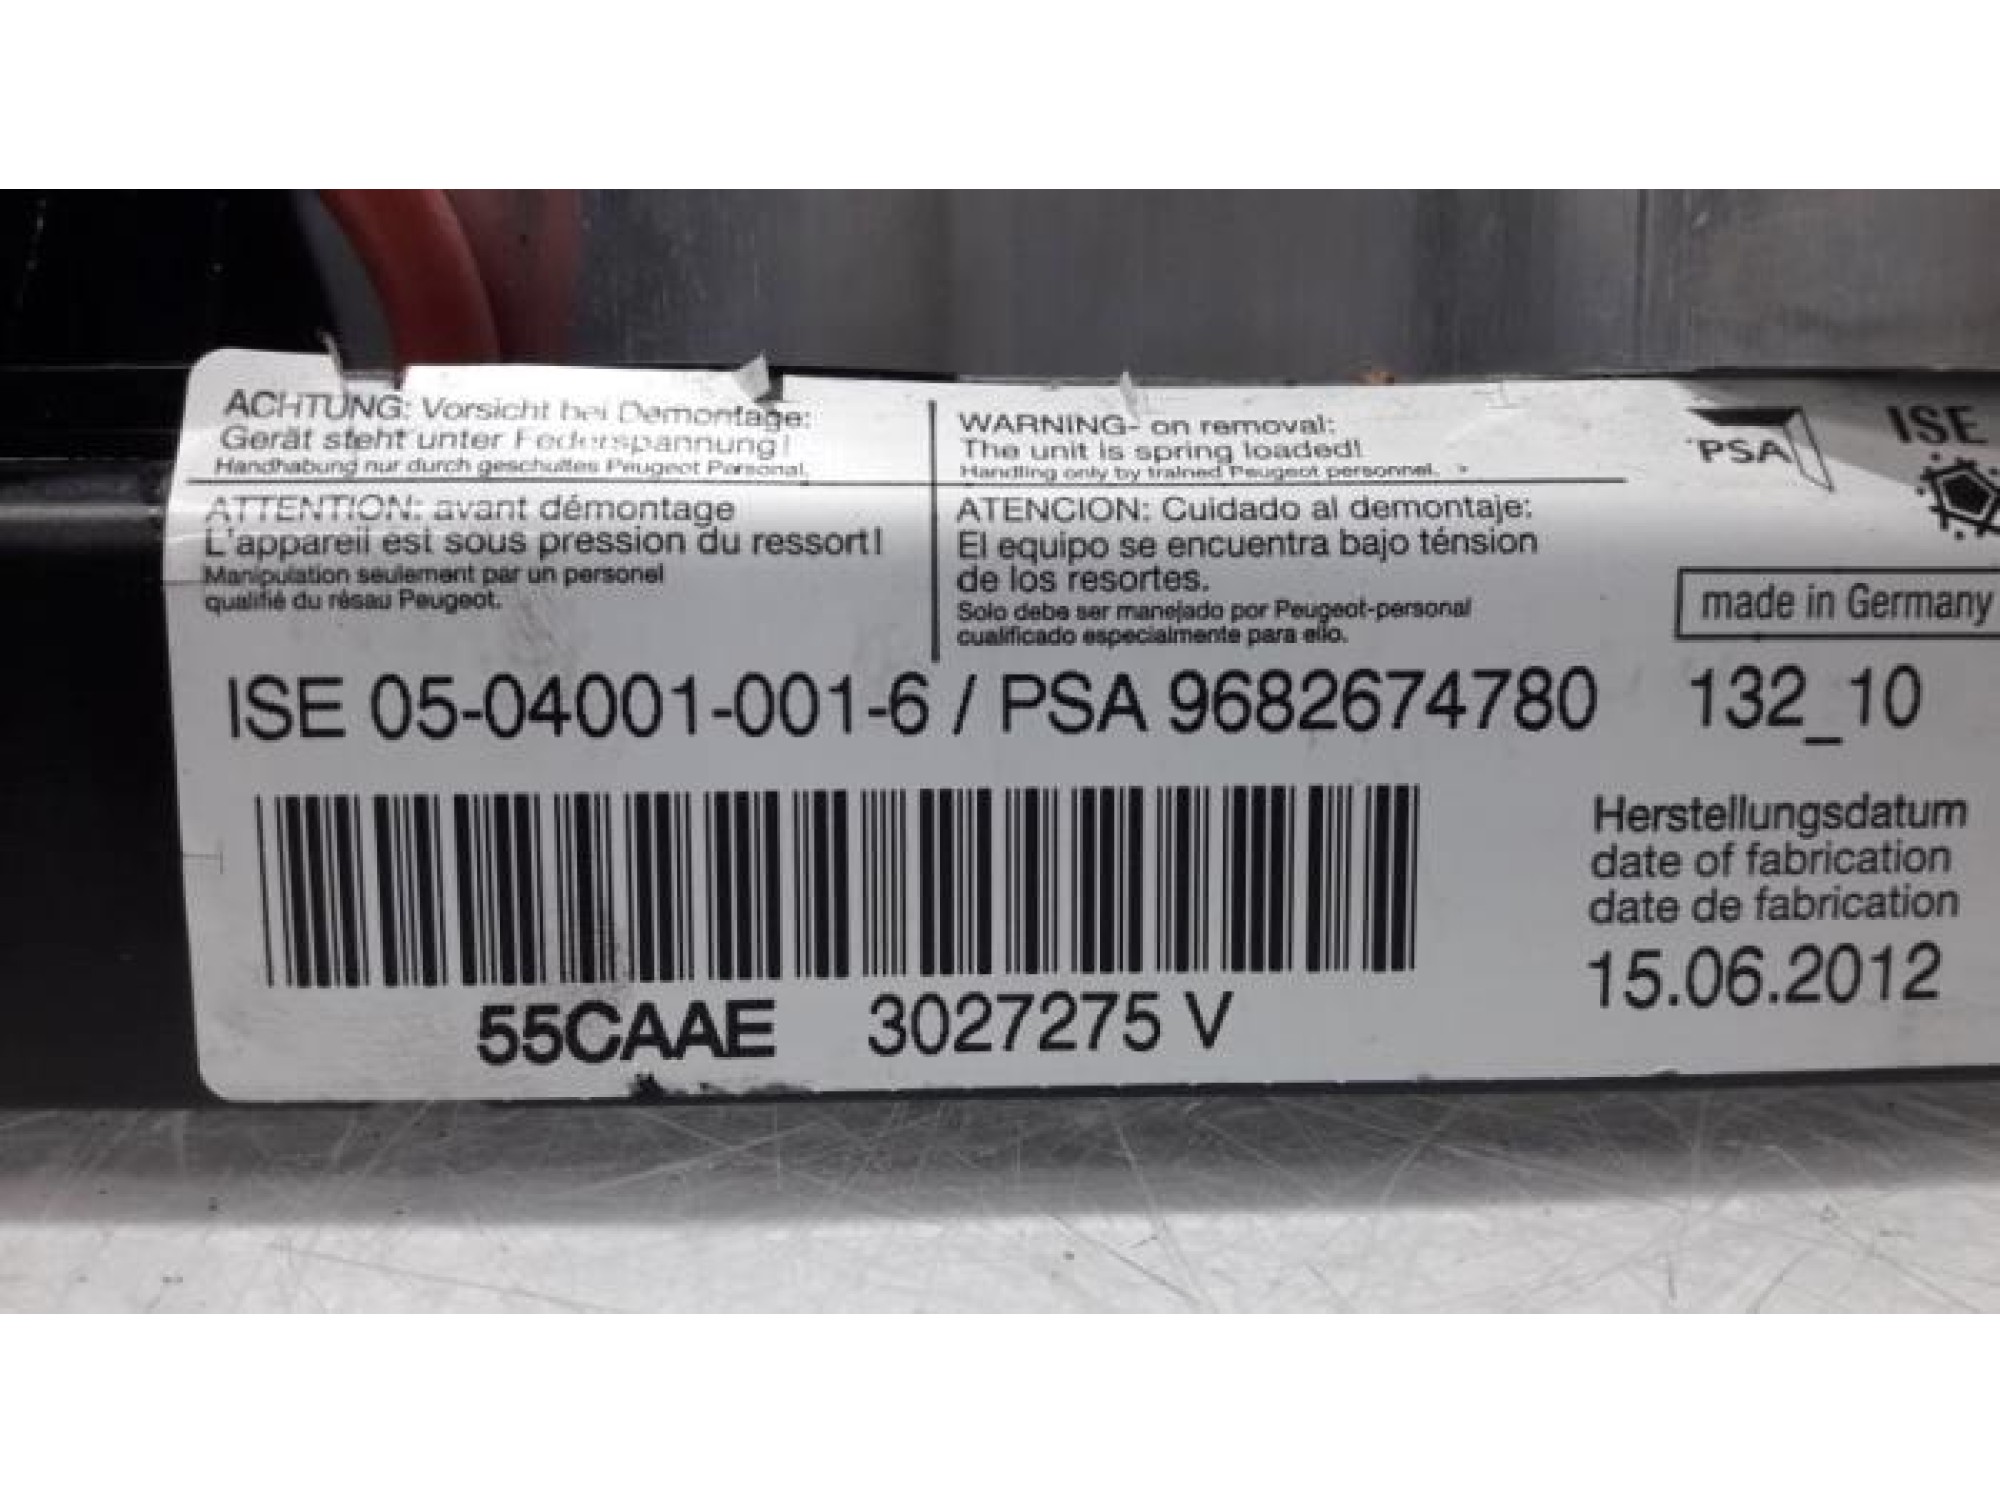 ACHTUNG: Vorsicht bei Demontage:
Gerät steht unter Federspannung!
Handhabung nur durch geschultes Peugeot Personal.
WARNING- on removal:
The unit is spring loaded!
Handling only by trained Peugeot personnel.
ATTENTION: avant démontage
L'appareil est sous pression du ressort!
Manipulation seulement par un personel
qualifié du résau Peugeot.
ATENCION: Cuidado al demontaje:
El equipo se encuentra bajo ténsion
de los resortes.
Solo debe ser manejado por Peugeot-personal
cualificado especialmente para ello.
PSA
ISE
made in Germany
ISE 05-04001-001-6 / PSA 9682674780 132_10
55CAAE 3027275 V
Herstellungsdatum
date of fabrication
date de fabrication
15.06.2012